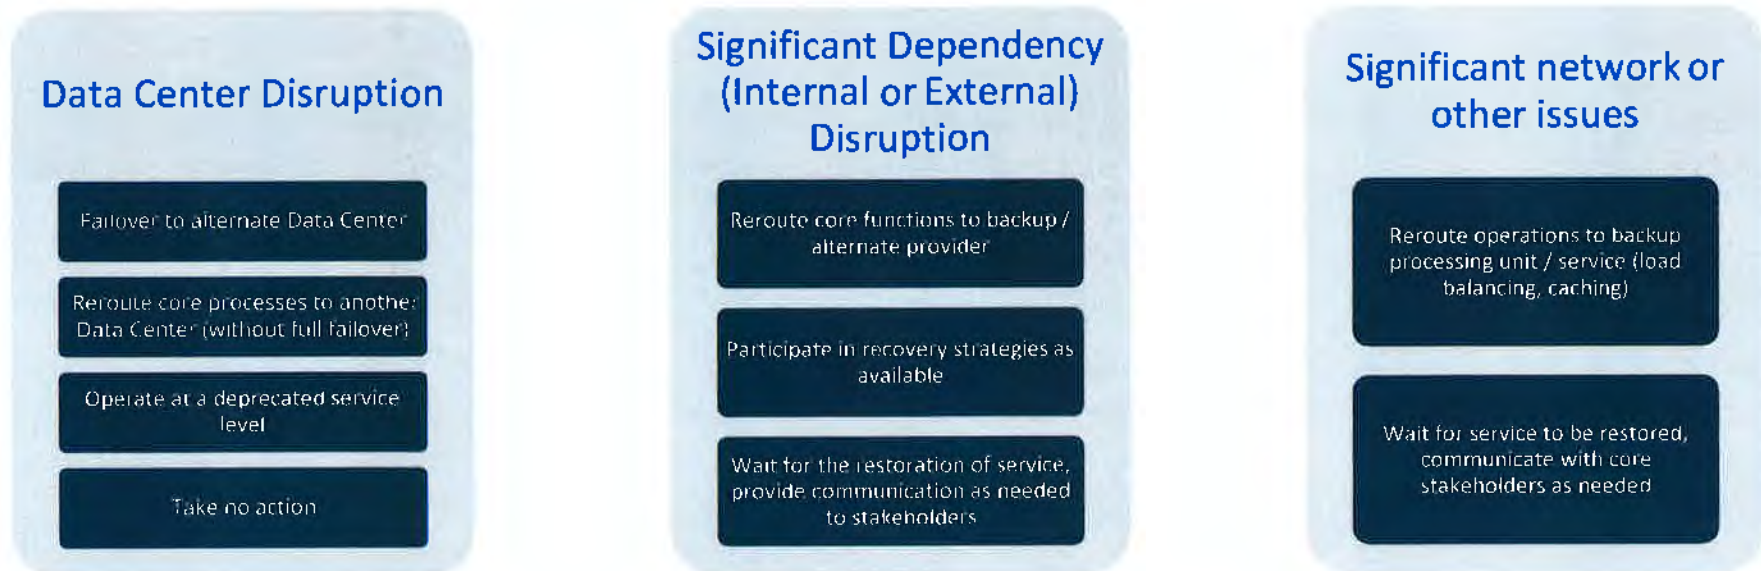 Data Center Disruption
Failover to alternate Data Center
Reroute core processes to another
Data Center (without full failover)
Operate at a deprecated service
level
Take no action
Significant Dependency
(Internal or External)
Disruption
Reroute core functions to backup /
alternate provider
Participate in recovery strategies as
available
Wait for the restoration of service,
provide communication as needed
to stakeholders
Significant network or
other issues
Reroute operations to backup
processing unit / service (load
balancing, caching)
Wait for service to be restored,
communicate with core
stakeholders as needed